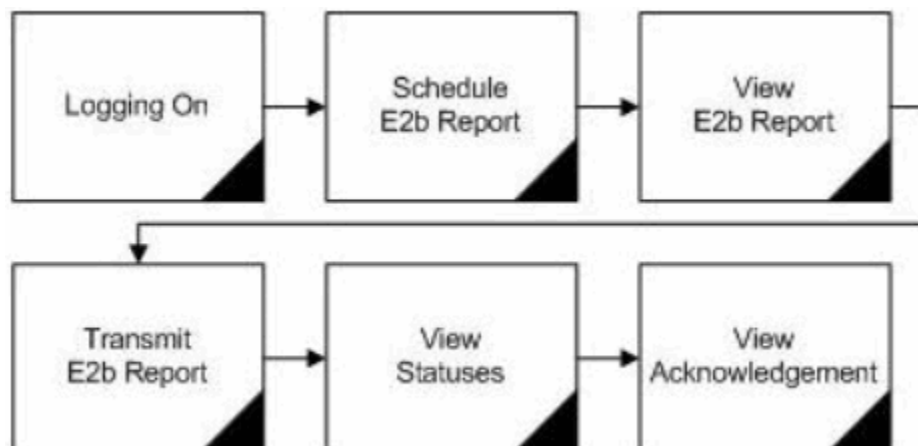 Logging On
Schedule
E2b Report
View
E2b Report
Transmit
E2b Report
View
Statuses
View
Acknowledgement